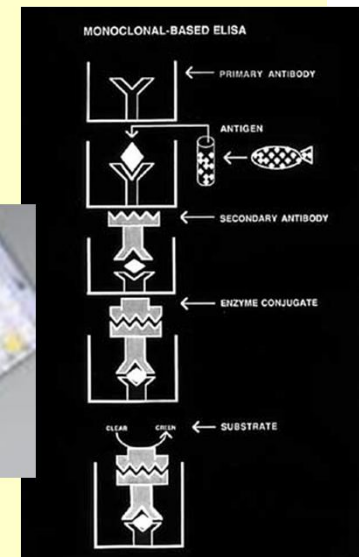 MONOCLONAL-BASED ELISA
PRIMARY ANTIBODY
ANTIGEN
SECONDARY ANTIBODY
ENZYME CONJUGATE
CLEAR GREEN SUBSTRATE